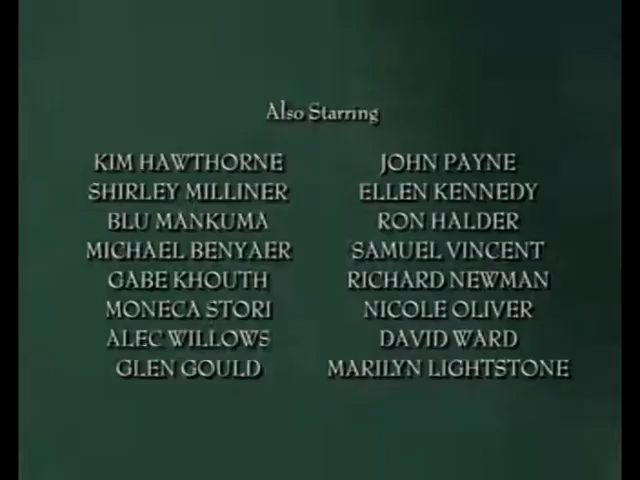 Also Starring
KIM HAWTHORNE JOHN PAYNE
SHIRLEY MILLINER ELLEN KENNEDY
BLU MANKUMA RON HALDER
MICHAEL BENYAER SAMUEL VINCENT
GABE KHOUTH RICHARD NEWMAN
MONECA STORI NICOLE OLIVER
ALEC WILLOWS DAVID WARD
GLEN GOULD MARILYN LIGHTSTONE